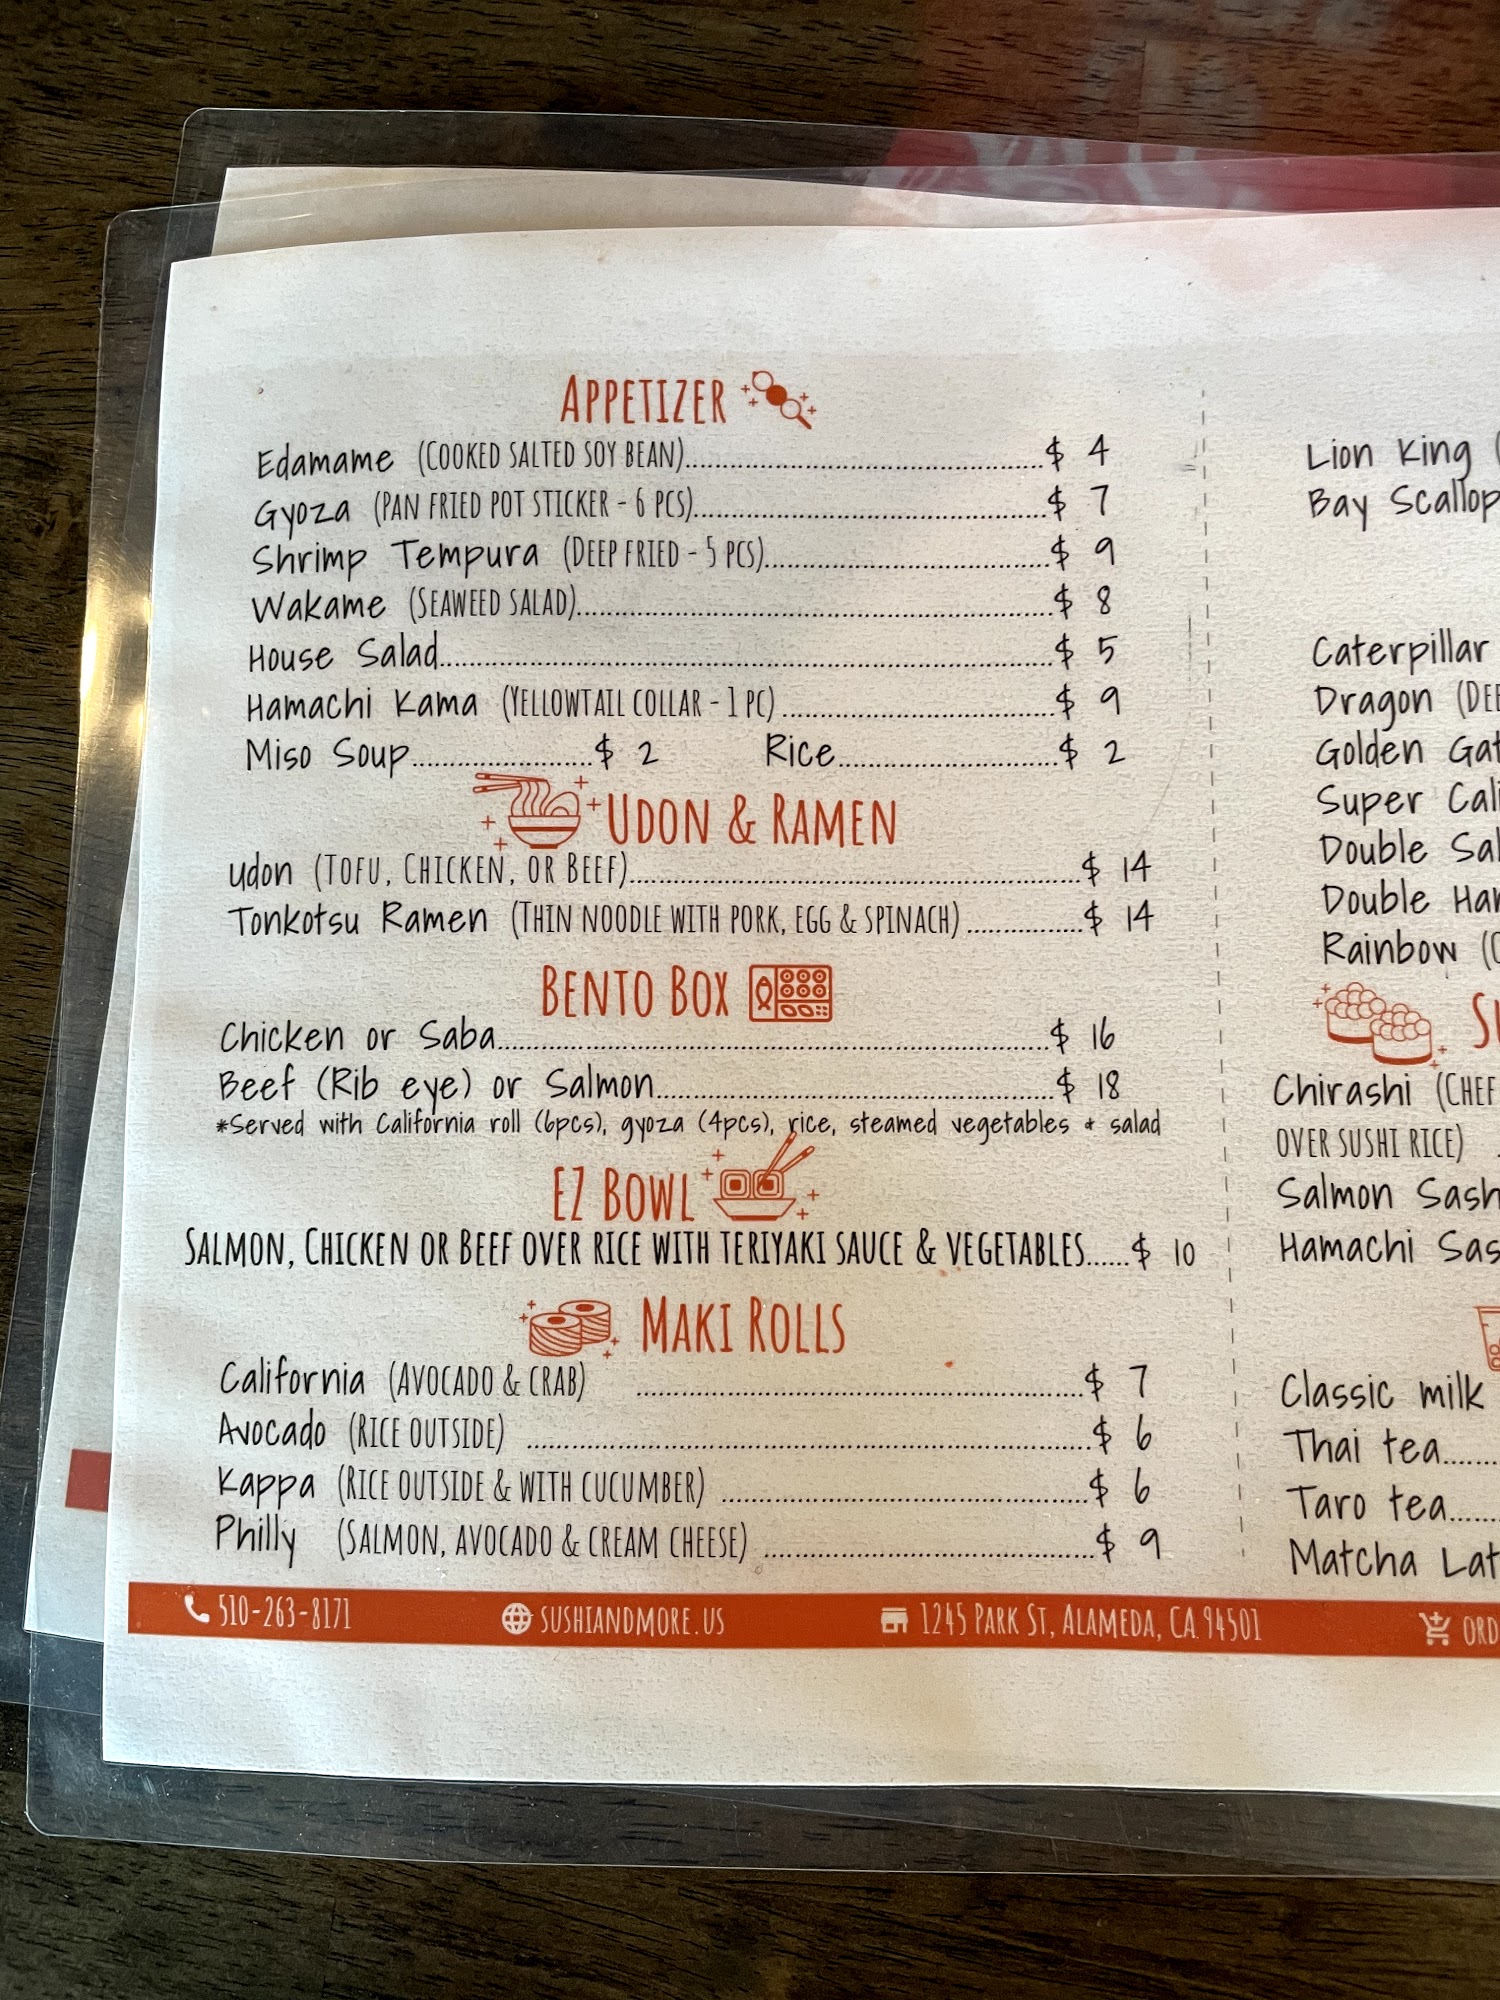 APPETIZER
Edamame (COOKED SALTED SOY BEAN)....$ 4
Gyoza (PAN FRIED POT STICKER - 6 PCS)....$ 7
Shrimp Tempura (DEEP FRIED - 5 PCS)....$ 9
Wakame (SEAWEED SALAD)....$ 8
House Salad....$ 5
Hamachi Kama (YELLOWTAIL COLLAR - 1 PC)....$ 9
Miso Soup....$ 2 Rice....$ 2
UDON & RAMEN
udon (TOFU, CHICKEN, OR BEEF)....$ 14
Tonkotsu Ramen (THIN NOODLE WITH PORK, EGG & SPINACH)....$ 14
BENTO BOX
Chicken or Saba....$ 16
Beef (Rib eye) or Salmon....$ 18
*Served with California roll (6pcs), gyoza (4pcs), rice, steamed vegetables & salad
EZ BOWL
SALMON, CHICKEN OR BEEF OVER RICE WITH TERIYAKI SAUCE & VEGETABLES....$ 10
MAKI ROLLS
California (AVOCADO & CRAB)....$ 7
Avocado (RICE OUTSIDE)....$ 6
Kappa (RICE OUTSIDE & WITH CUCUMBER)....$ 6
Philly (SALMON, AVOCADO & CREAM CHEESE)....$ 9
Lion King (
Bay Scallop
Caterpillar
Dragon (
Golden
Super
Double
Double
Rainbow (
Chirashi (
OVER SUSHI RICE)
Salmon
Hamachi
Classic milk
Thai tea....
Taro tea....
Matcha
510-263-8171 SUSHIANDMORE.US 1245 PARK ST, ALAMEDA, CA 94501